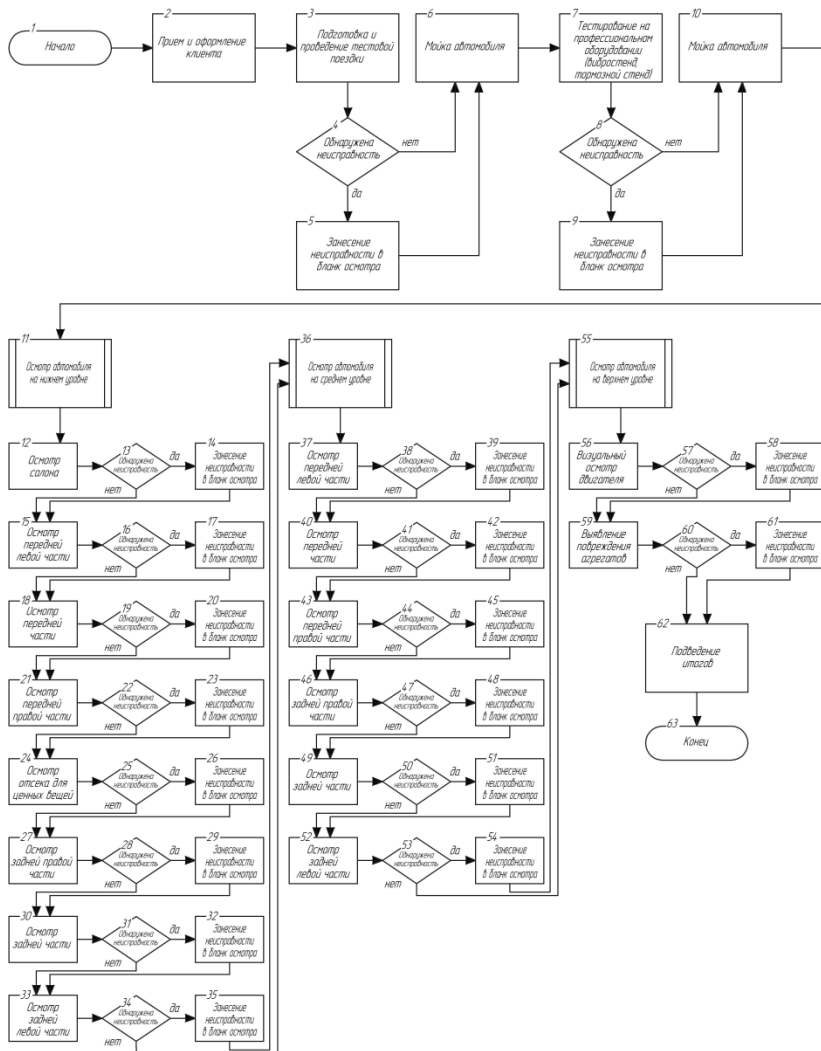 1
Начало
2
Прием и оформление
клиента
3
Подготовка и
проведение тестовой
поездки
4
Обнаружена
неисправность
нет
да
5
Занесение
неисправности в
бланк осмотра
6
Мойка автомобиля
7
Тестирование на
профессиональном
оборудовании
(вибростенд,
тормозной стенд)
8
Обнаружена
неисправность
нет
да
9
Занесение
неисправности в
бланк осмотра
10
Мойка автомобиля
11
Осмотр автомобиля
на нижнем уровне
12
Осмотр
салона
13
Обнаружена
неисправность
да
нет
14
Занесение
неисправности
в бланк осмотра
15
Осмотр
передней
левой части
16
Обнаружена
неисправность
да
нет
17
Занесение
неисправности
в бланк осмотра
18
Осмотр
передней
части
19
Обнаружена
неисправность
да
нет
20
Занесение
неисправности
в бланк осмотра
21
Осмотр
передней
правой части
22
Обнаружена
неисправность
да
нет
23
Занесение
неисправности
в бланк осмотра
24
Осмотр
отсека для
ценных вещей
25
Обнаружена
неисправность
да
нет
26
Занесение
неисправности
в бланк осмотра
27
Осмотр
задней правой
части
28
Обнаружена
неисправность
да
нет
29
Занесение
неисправности
в бланк осмотра
30
Осмотр
задней части
31
Обнаружена
неисправность
да
нет
32
Занесение
неисправности
в бланк осмотра
33
Осмотр
задней
левой части
34
Обнаружена
неисправность
да
нет
35
Занесение
неисправности
в бланк осмотра
36
Осмотр автомобиля
на среднем уровне
37
Осмотр
передней
левой части
38
Обнаружена
неисправность
да
нет
39
Занесение
неисправности
в бланк осмотра
40
Осмотр
передней
части
41
Обнаружена
неисправность
да
нет
42
Занесение
неисправности
в бланк осмотра
43
Осмотр
передней
правой части
44
Обнаружена
неисправность
да
нет
45
Занесение
неисправности
в бланк осмотра
46
Осмотр
задней правой
части
47
Обнаружена
неисправность
да
нет
48
Занесение
неисправности
в бланк осмотра
49
Осмотр
задней части
50
Обнаружена
неисправность
да
нет
51
Занесение
неисправности
в бланк осмотра
52
Осмотр
задней
левой части
53
Обнаружена
неисправность
да
нет
54
Занесение
неисправности
в бланк осмотра
55
Осмотр автомобиля
на верхнем уровне
56
Визуальный
осмотр
двигателя
57
Обнаружена
неисправность
да
нет
58
Занесение
неисправности
в бланк осмотра
59
Выявление
повреждения
агрегатов
60
Обнаружена
неисправность
да
нет
61
Занесение
неисправности
в бланк осмотра
62
Подведение
итогов
63
Конец